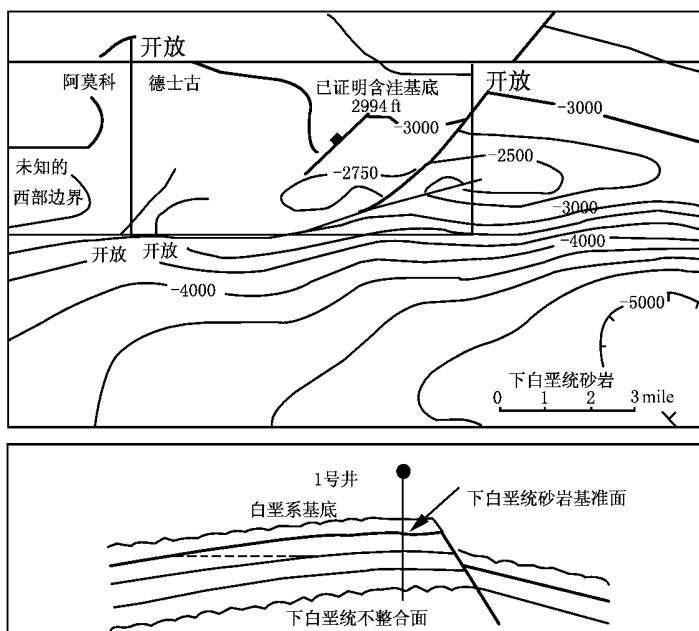 开放
阿莫科
德士古
已证明含洼基底
2994 ft
开放
-3000
-3000
未知的
西部边界
-2750
-2500
-3000
开放
开放
-4000
-4000
-5000
下白垩统砂岩
0 1 2 3 mile
1号井
白垩系基底
下白垩统砂岩基准面
下白垩统不整合面